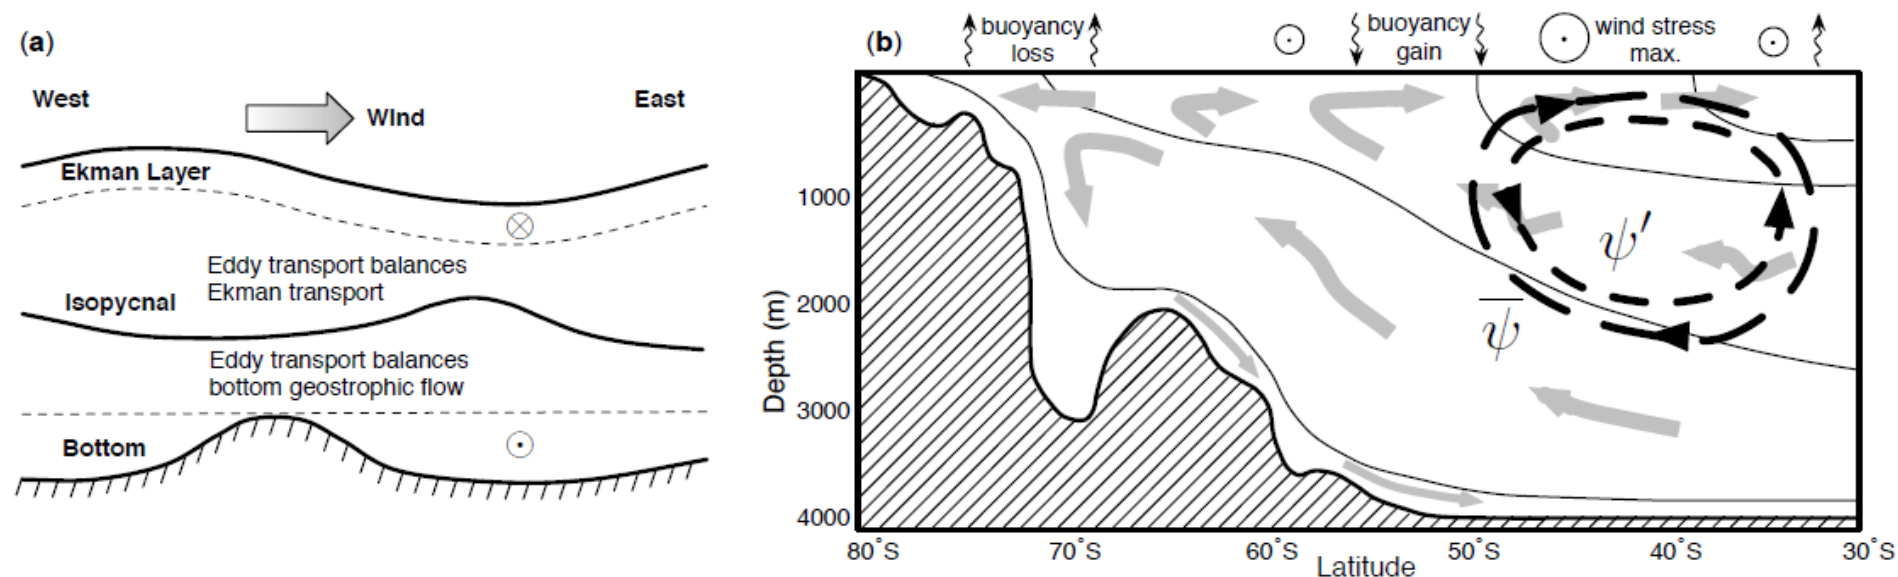 (a)
West
Wind
East
Ekman Layer
Eddy transport balances
Ekman transport
Isopycnal
Eddy transport balances
bottom geostrophic flow
Bottom
(b)
buoyancy
loss
buoyancy
gain
wind stress
max.
1000
2000
3000
4000
Depth (m)
ψ′
ψ̅
80˚S
70˚S
60˚S
50˚S
40˚S
30˚S
Latitude